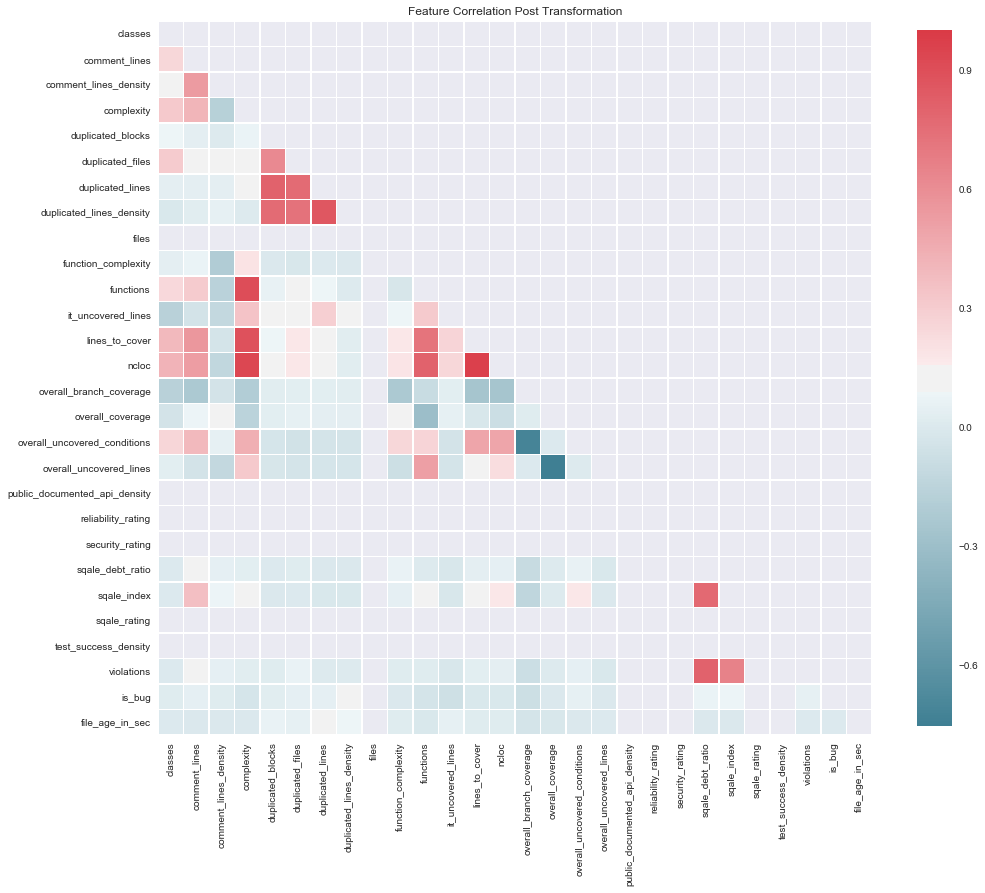 Feature Correlation Post Transformation
classes
comment_lines
comment_lines_density
complexity
duplicated_blocks
duplicated_files
duplicated_lines
duplicated_lines_density
files
function_complexity
functions
it_uncovered_lines
lines_to_cover
ncloc
overall_branch_coverage
overall_coverage
overall_uncovered_conditions
overall_uncovered_lines
public_documented_api_density
reliability_rating
security_rating
sqale_debt_ratio
sqale_index
sqale_rating
test_success_density
violations
is_bug
file_age_in_sec
classes
comment_lines
comment_lines_density
complexity
duplicated_blocks
duplicated_files
duplicated_lines
duplicated_lines_density
files
function_complexity
functions
it_uncovered_lines
lines_to_cover
ncloc
overall_branch_coverage
overall_coverage
overall_uncovered_conditions
overall_uncovered_lines
public_documented_api_density
reliability_rating
security_rating
sqale_debt_ratio
sqale_index
sqale_rating
test_success_density
violations
is_bug
file_age_in_sec
0.9
0.6
0.3
0.0
−0.3
−0.6